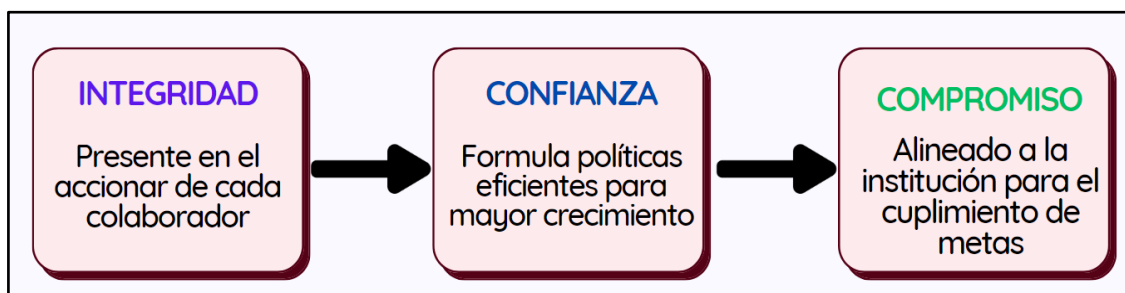 INTEGRIDAD
Presente en el
accionar de cada
colaborador
CONFIANZA
Formula políticas
eficientes para
mayor crecimiento
COMPROMISO
Alineado a la
institución para el
cuplimiento de
metas